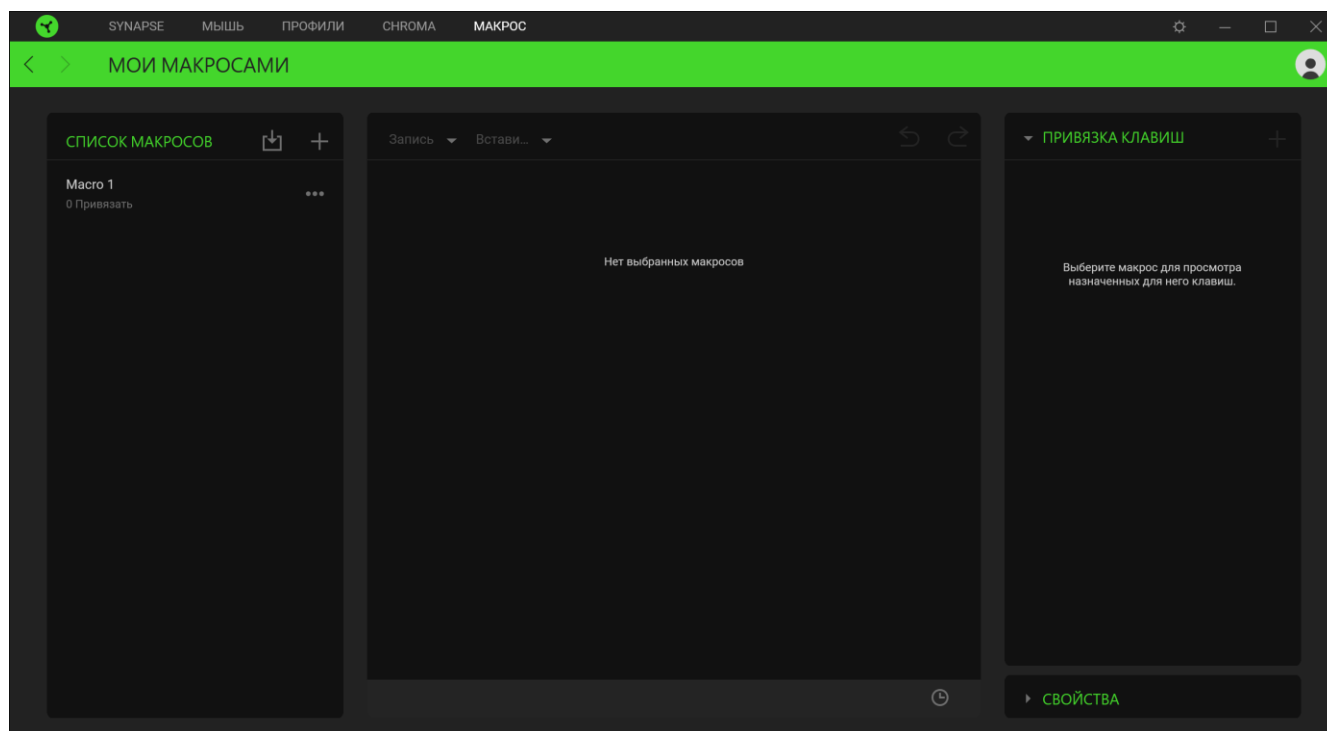 SYNAPSE МЫШЬ ПРОФИЛИ CHROMA МАКРОС
МОИ МАКРОСАМИ
СПИСОК МАКРОСОВ
Macro 1
0 Привязать
Запись Встави...
Нет выбранных макросов
ПРИВЯЗКА КЛАВИШ
Выберите макрос для просмотра
назначенных для него клавиш.
СВОЙСТВА